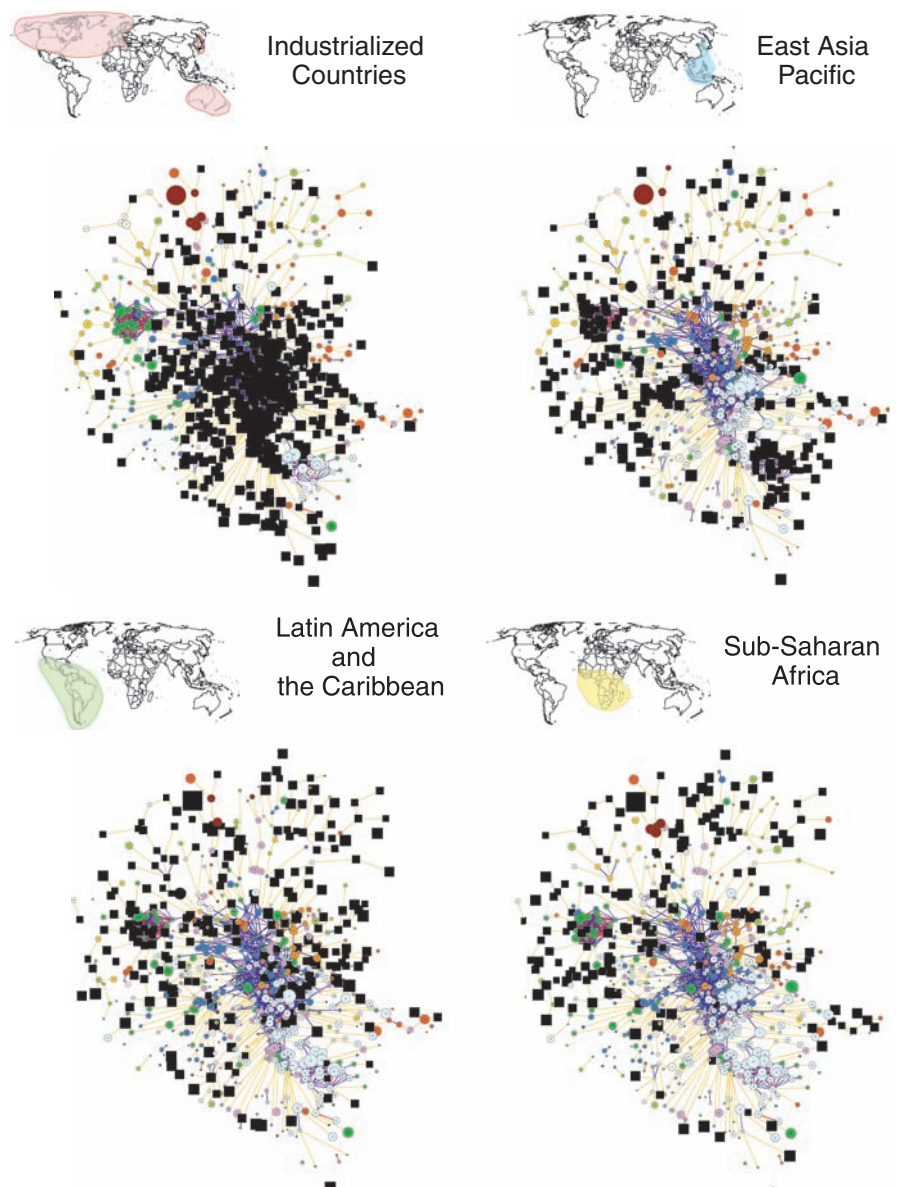 Industrialized
Countries
East Asia
Pacific
Latin America
and
the Caribbean
Sub-Saharan
Africa